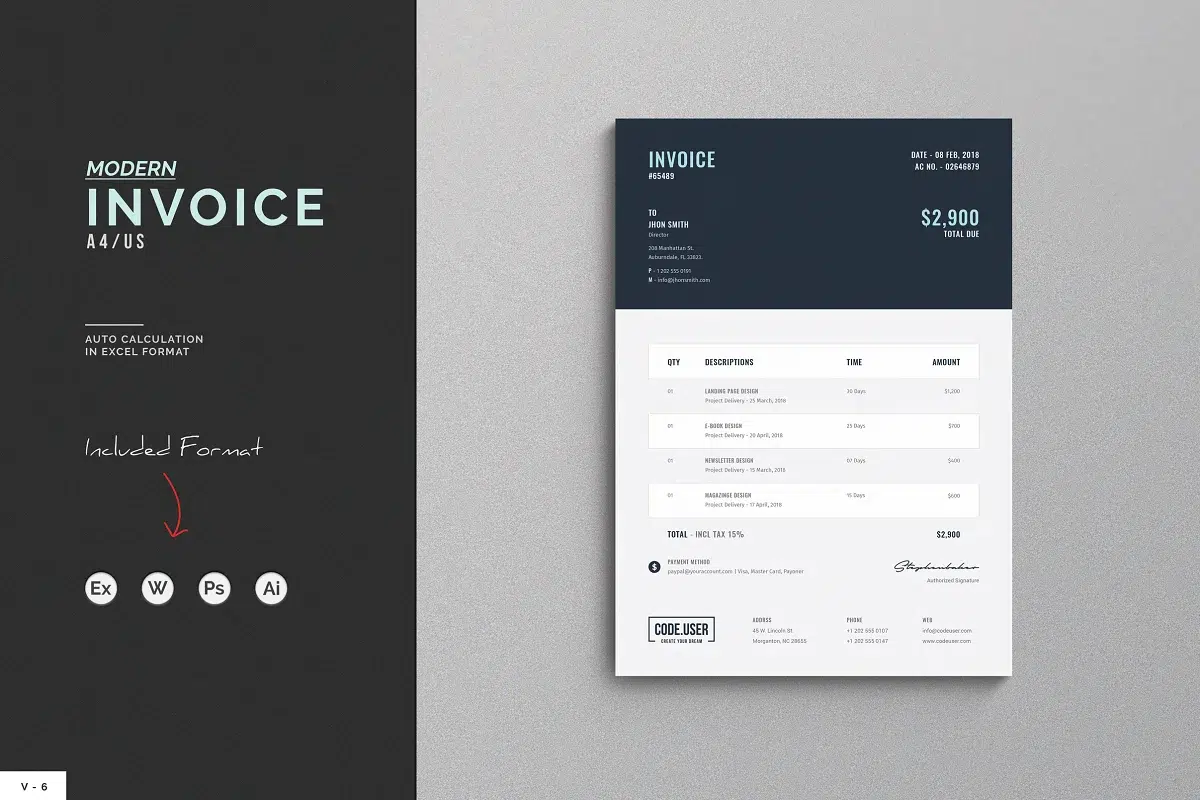 MODERN
INVOICE
A4/US
AUTO CALCULATION
IN EXCEL FORMAT
Included Format
Ex W Ps Ai
V - 6
INVOICE
#65489
DATE - 08 FEB, 2018
AC NO. - 02646879
TO
JHON SMITH
Director
208 Manhattan St.
Auburndale, FL 33823.
P - 1 202 555 0191
M - info@jhonsmith.com
$2,900
TOTAL DUE
QTY DESCRIPTIONS TIME AMOUNT
01 LANDING PAGE DESIGN 30 Days $1,200
Project Delivery - 25 March, 2018
01 E-BOOK DESIGN 25 Days $700
Project Delivery - 20 April, 2018
01 NEWSLETTER DESIGN 07 Days $400
Project Delivery - 15 March, 2018
01 MAGAZINGE DESIGN 15 Days $600
Project Delivery - 17 April, 2018
TOTAL - INCL TAX 15% $2,900
$ PAYMENT METHOD
paypal@youraccount.com | Visa, Master Card, Payoner
Stephenbaker
Authorized Signature
CODE.USER
CREATE YOUR DREAM
ADDRSS PHONE WEB
45 W. Lincoln St. +1 202 555 0107 info@codeuser.com
Morganton, NC 28655 +1 202 555 0147 www.codeuser.com